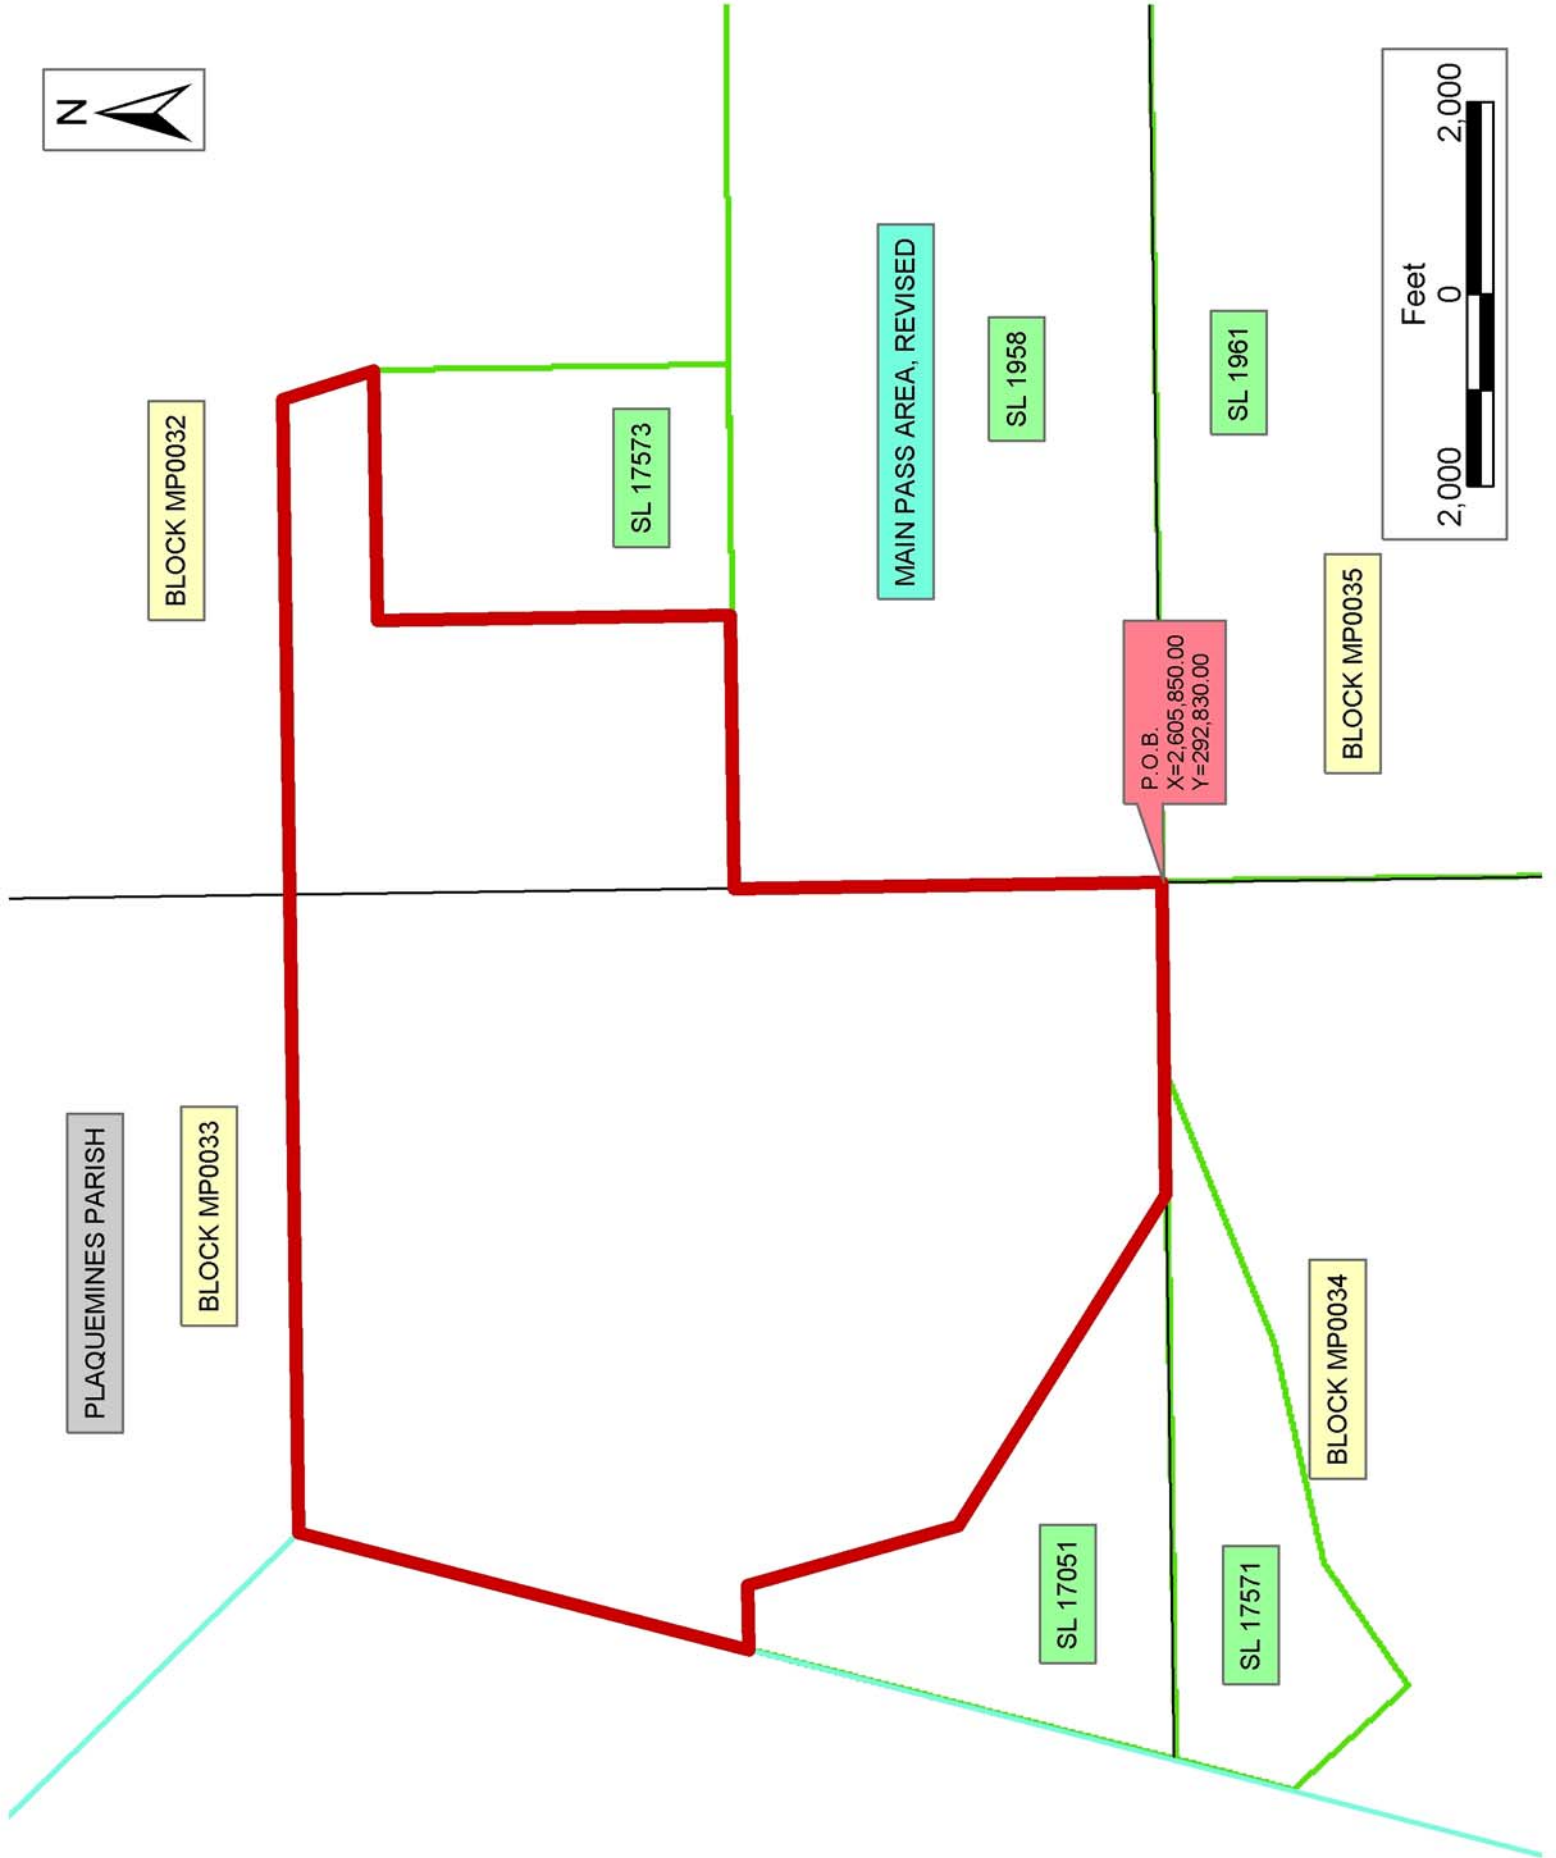 PLAQUEMINES PARISH
N
BLOCK MP0033
BLOCK MP0032
SL 17573
MAIN PASS AREA, REVISED
SL 1958
SL 17051
P.O.B.
X=2,605,850.00
Y=292,830.00
SL 17571
SL 1961
BLOCK MP0034
BLOCK MP0035
Feet
2,000 0 2,000